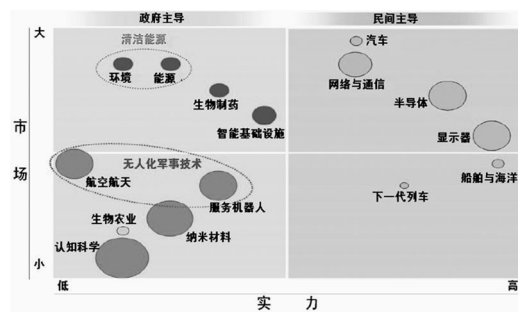 政府主导
民间主导
大
清洁能源
汽车
环境
能源
网络与通信
生物制药
半导体
智能基础设施
显示器
市
场
无人化军事技术
航空航天
船舶与海洋
下一代列车
服务机器人
生物农业
纳米材料
认知科学
小
低
高
实 力